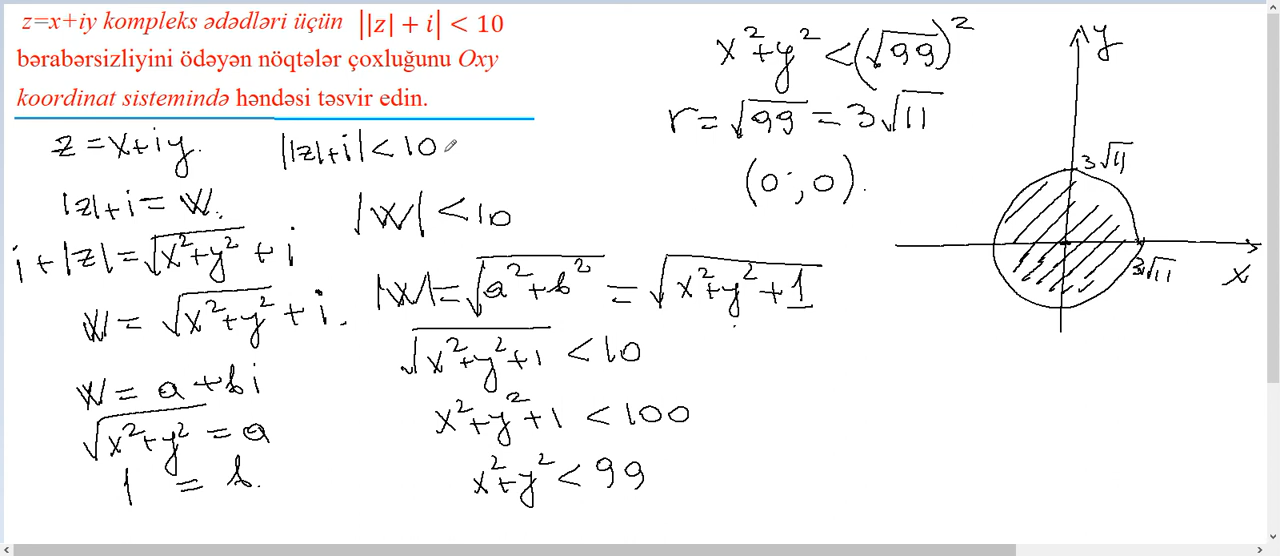 z=x+iy kompleks ədədləri üçün ||z| + i| < 10
bərabərsizliyini ödəyən nöqtələr çoxluğunu Oxy
koordinat sistemində həndəsi təsvir edin.
z = x+iy.
||z|+i| < 10
|z|+i = w.
|w| < 10
i + |z| = √(x²+y²) + i
|w| = √(a²+b²) = √(x²+y²+1)
w = √(x²+y²) + i.
√(x²+y²+1) < 10
w = a + bi
x²+y²+1 < 100
√(x²+y²) = a
x²+y² < 99
1 = b.
x²+y² < (√99)²
r = √99 = 3√11
(0; 0).
y
3√11
3√11
x